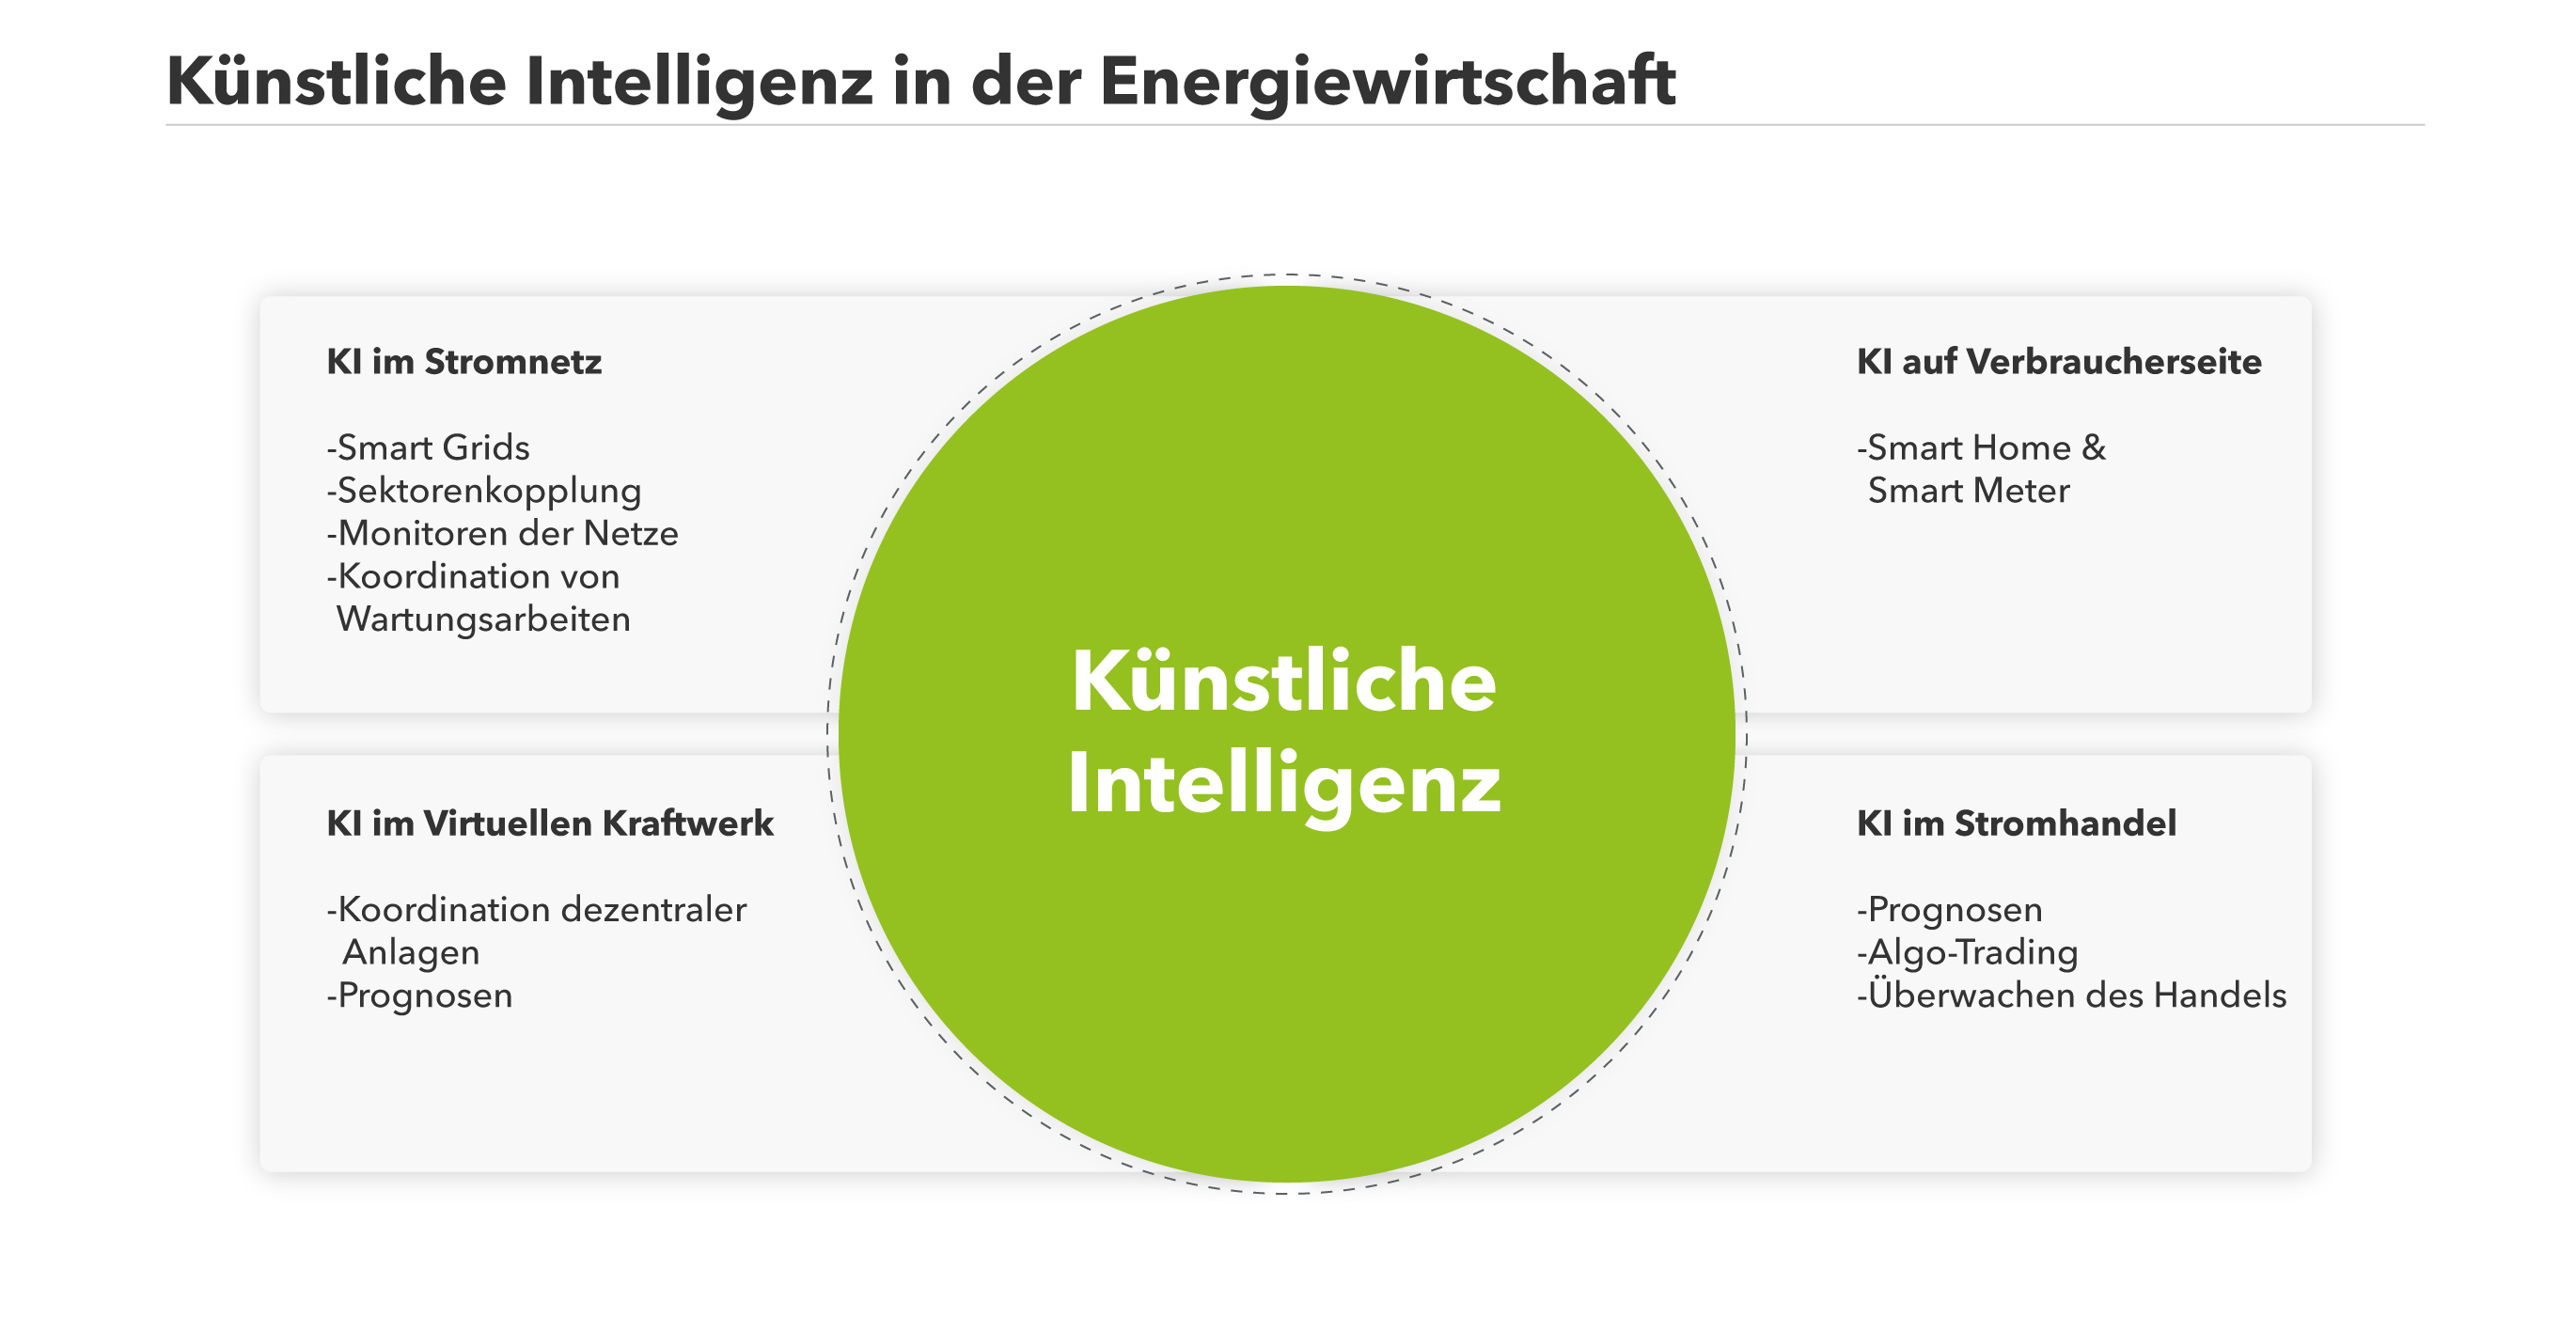 Künstliche Intelligenz in der Energiewirtschaft
KI im Stromnetz
-Smart Grids
-Sektorenkopplung
-Monitoren der Netze
-Koordination von
Wartungsarbeiten
KI auf Verbraucherseite
-Smart Home &
Smart Meter
Künstliche
Intelligenz
KI im Virtuellen Kraftwerk
-Koordination dezentraler
Anlagen
-Prognosen
KI im Stromhandel
-Prognosen
-Algo-Trading
-Überwachen des Handels